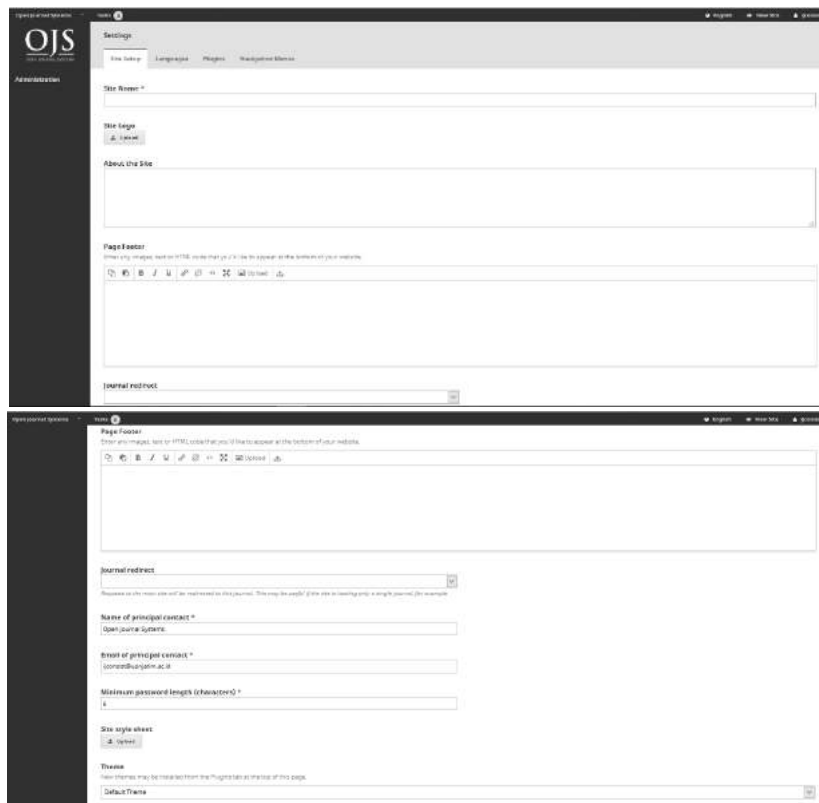 Open Journal Systems
Tasks 0
English
View Site
OJS
OPEN JOURNAL SYSTEMS
Administration
Settings
Site Setup Languages Plugins Navigation Menus
Site Name *
Site Logo
Upload
About the Site
Page Footer
Enter any images, text or HTML code that you'd like to appear at the bottom of your website.
B I U Upload
Journal redirect
Open Journal Systems
Tasks 0
English
View Site
Page Footer
Enter any images, text or HTML code that you'd like to appear at the bottom of your website.
B I U Upload
Journal redirect
Requests to the main site will be redirected to this journal. This may be useful if the site is hosting only a single journal, for example.
Name of principal contact *
Open Journal Systems
Email of principal contact *
Minimum password length (characters) *
6
Site style sheet
Upload
Theme
New themes may be installed from the Plugins tab at the top of this page.
Default Theme